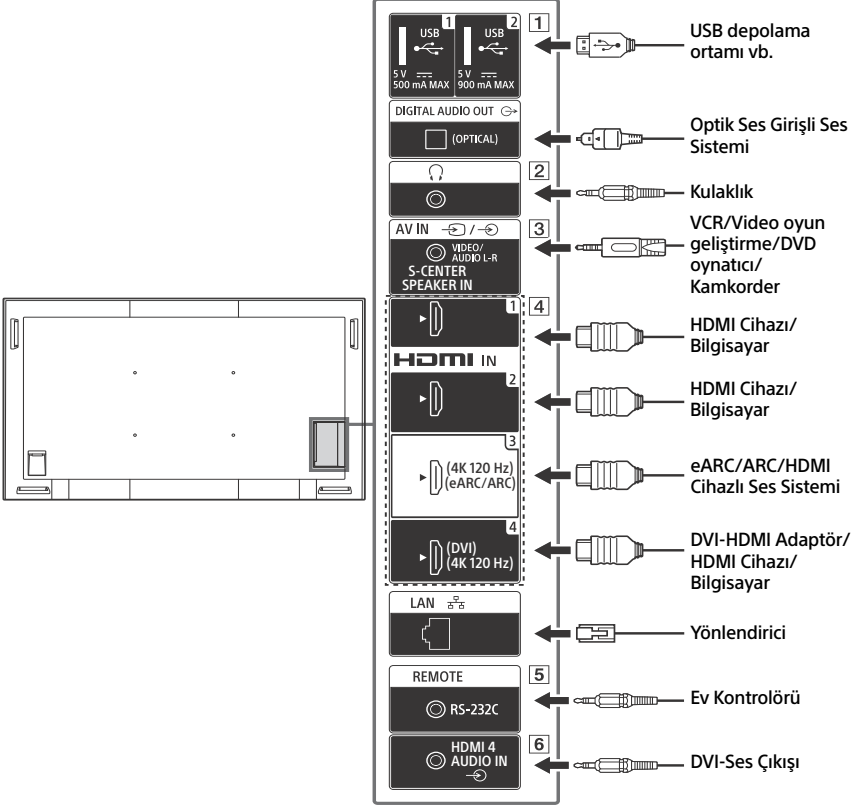 1
USB
5 V
500 mA MAX
2
USB
5 V
900 mA MAX
1
USB depolama
ortamı vb.
DIGITAL AUDIO OUT
(OPTICAL)
Optik Ses Girişli Ses
Sistemi
2
Kulaklık
AV IN
/
VIDEO/
AUDIO L-R
S-CENTER
SPEAKER IN
3
VCR/Video oyun
geliştirme/DVD
oynatıcı/
Kamkorder
1
4
HDMI Cihazı/
Bilgisayar
HDMI IN
2
HDMI Cihazı/
Bilgisayar
3
(4K 120 Hz)
(eARC/ARC)
eARC/ARC/HDMI
Cihazlı Ses Sistemi
4
(DVI)
(4K 120 Hz)
DVI-HDMI Adaptör/
HDMI Cihazı/
Bilgisayar
LAN
Yönlendirici
REMOTE
RS-232C
5
Ev Kontrolörü
HDMI 4
AUDIO IN
6
DVI-Ses Çıkışı